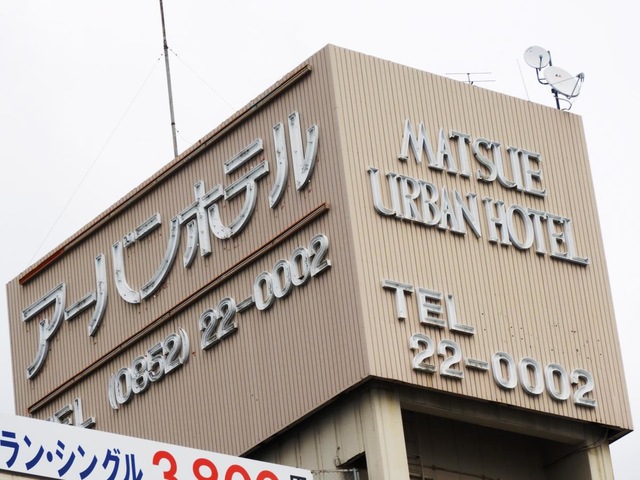 アーバンホテル
TEL (0852) 22-0002
MATSUE
URBAN HOTEL
TEL
22-0002
ラン・シングル